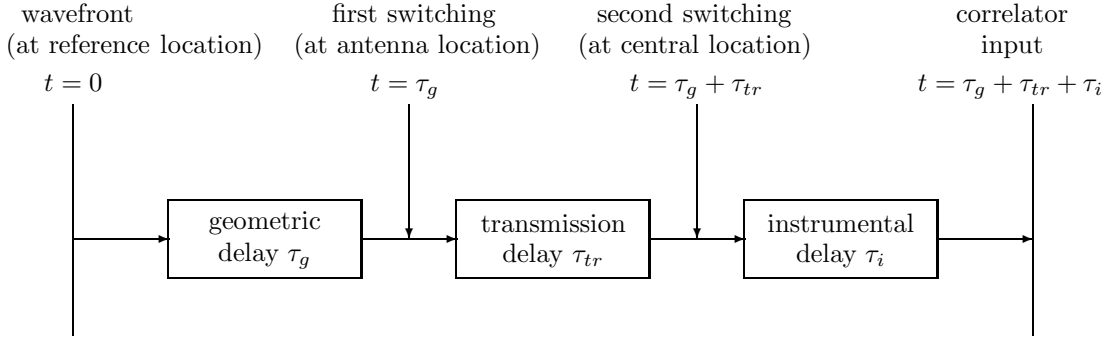 wavefront
(at reference location)
t = 0
first switching
(at antenna location)
t = τ_g
second switching
(at central location)
t = τ_g + τ_tr
correlator
input
t = τ_g + τ_tr + τ_i
geometric
delay τ_g
transmission
delay τ_tr
instrumental
delay τ_i